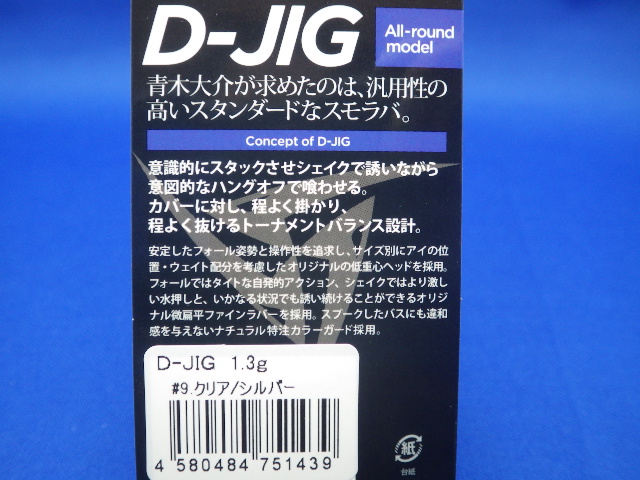 D-JIG
All-round
model
青木大介が求めたのは、汎用性の
高いスタンダードなスモラバ。
Concept of D-JIG
意識的にスタックさせシェイクで誘いながら
意図的なハングオフで喰わせる。
カバーに対し、程よく掛かり、
程よく抜けるトーナメントバランス設計。
安定したフォール姿勢と操作性を追求し、サイズ別にアイの位
置・ウェイト配分を考慮したオリジナルの低重心ヘッドを採用。
フォールではタイトな自発的アクション、シェイクではより激し
い水押しと、いかなる状況でも誘い続けることができるオリジ
ナル微扁平ファインラバーを採用。スプークしたバスにも違和
感を与えないナチュラル特注カラーガード採用。
D-JIG 1.3g
#9.クリア/シルバー
4 580484 751439
紙
台紙